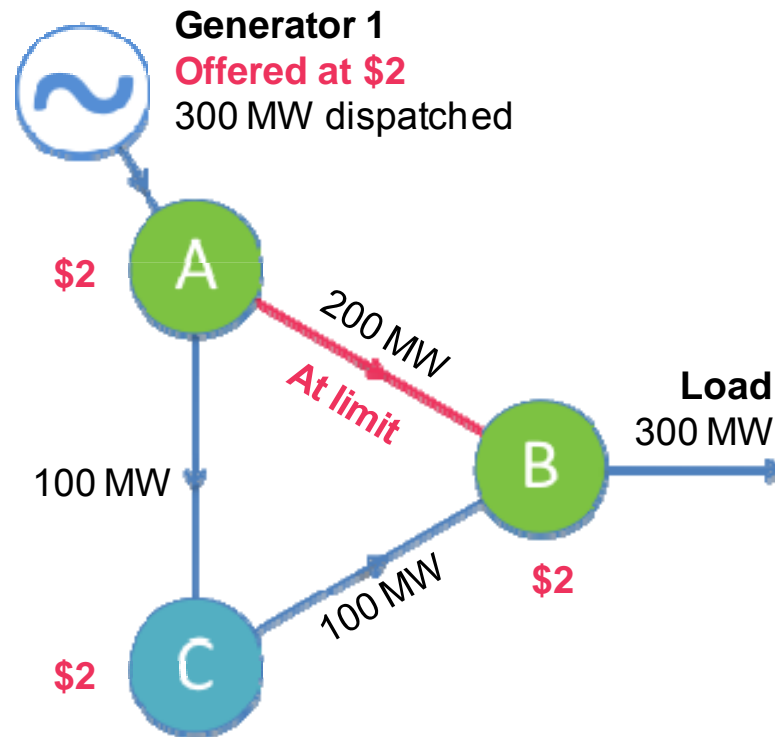 Generator 1
Offered at $2
300 MW dispatched
$2
A
200 MW
At limit
Load
300 MW
100 MW
B
100 MW
$2
$2
C